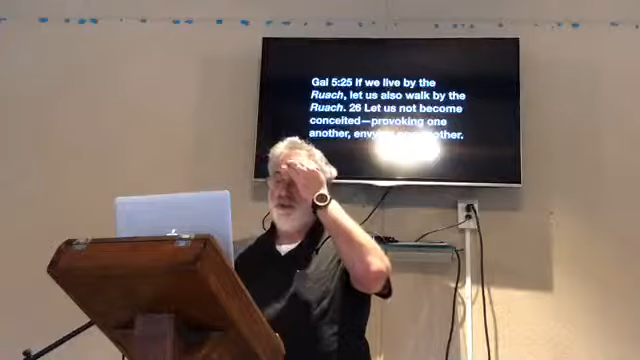 Gal 5:25 If we live by the
Ruach, let us also walk by the
Ruach. 26 Let us not become
conceited—provoking one
another,